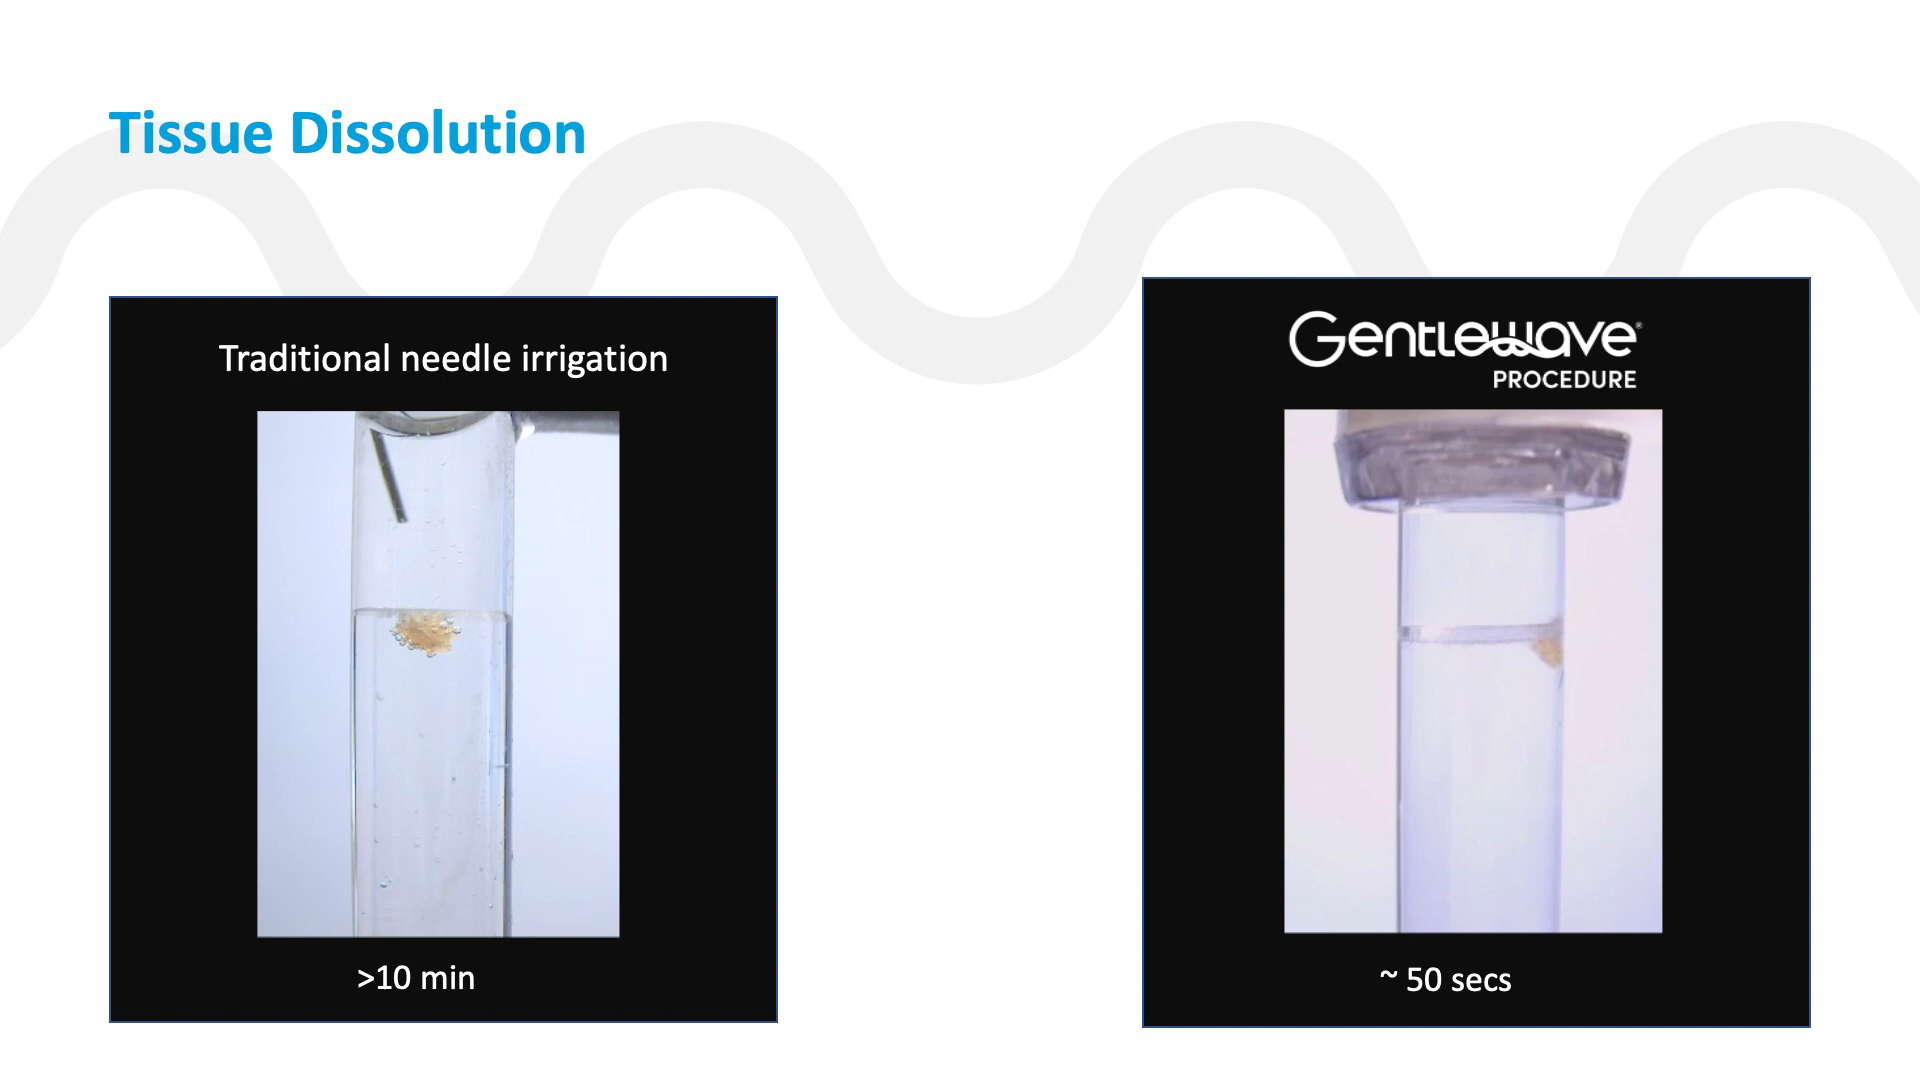 Tissue Dissolution
Traditional needle irrigation
>10 min
Gentlewave®
PROCEDURE
~ 50 secs